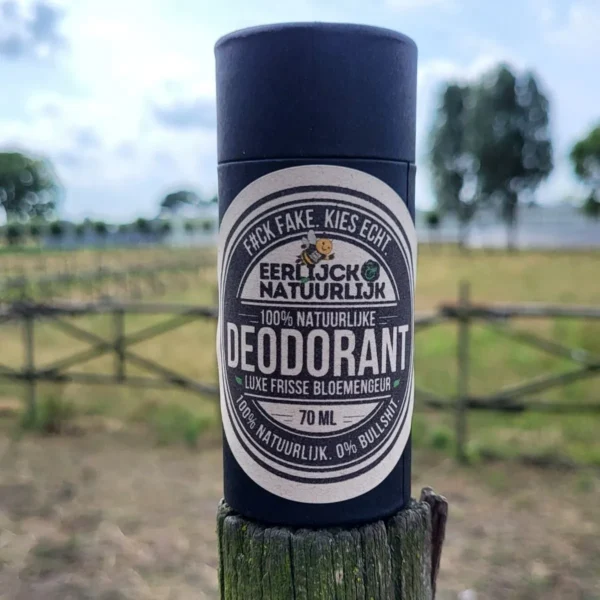 F#CK FAKE. KIES ECHT.
EERLIJCK
NATUURLIJK
100% NATUURLIJKE
DEODORANT
LUXE FRISSE BLOEMENGEUR
70 ML
100% NATUURLIJK. 0% BULLSHIT.